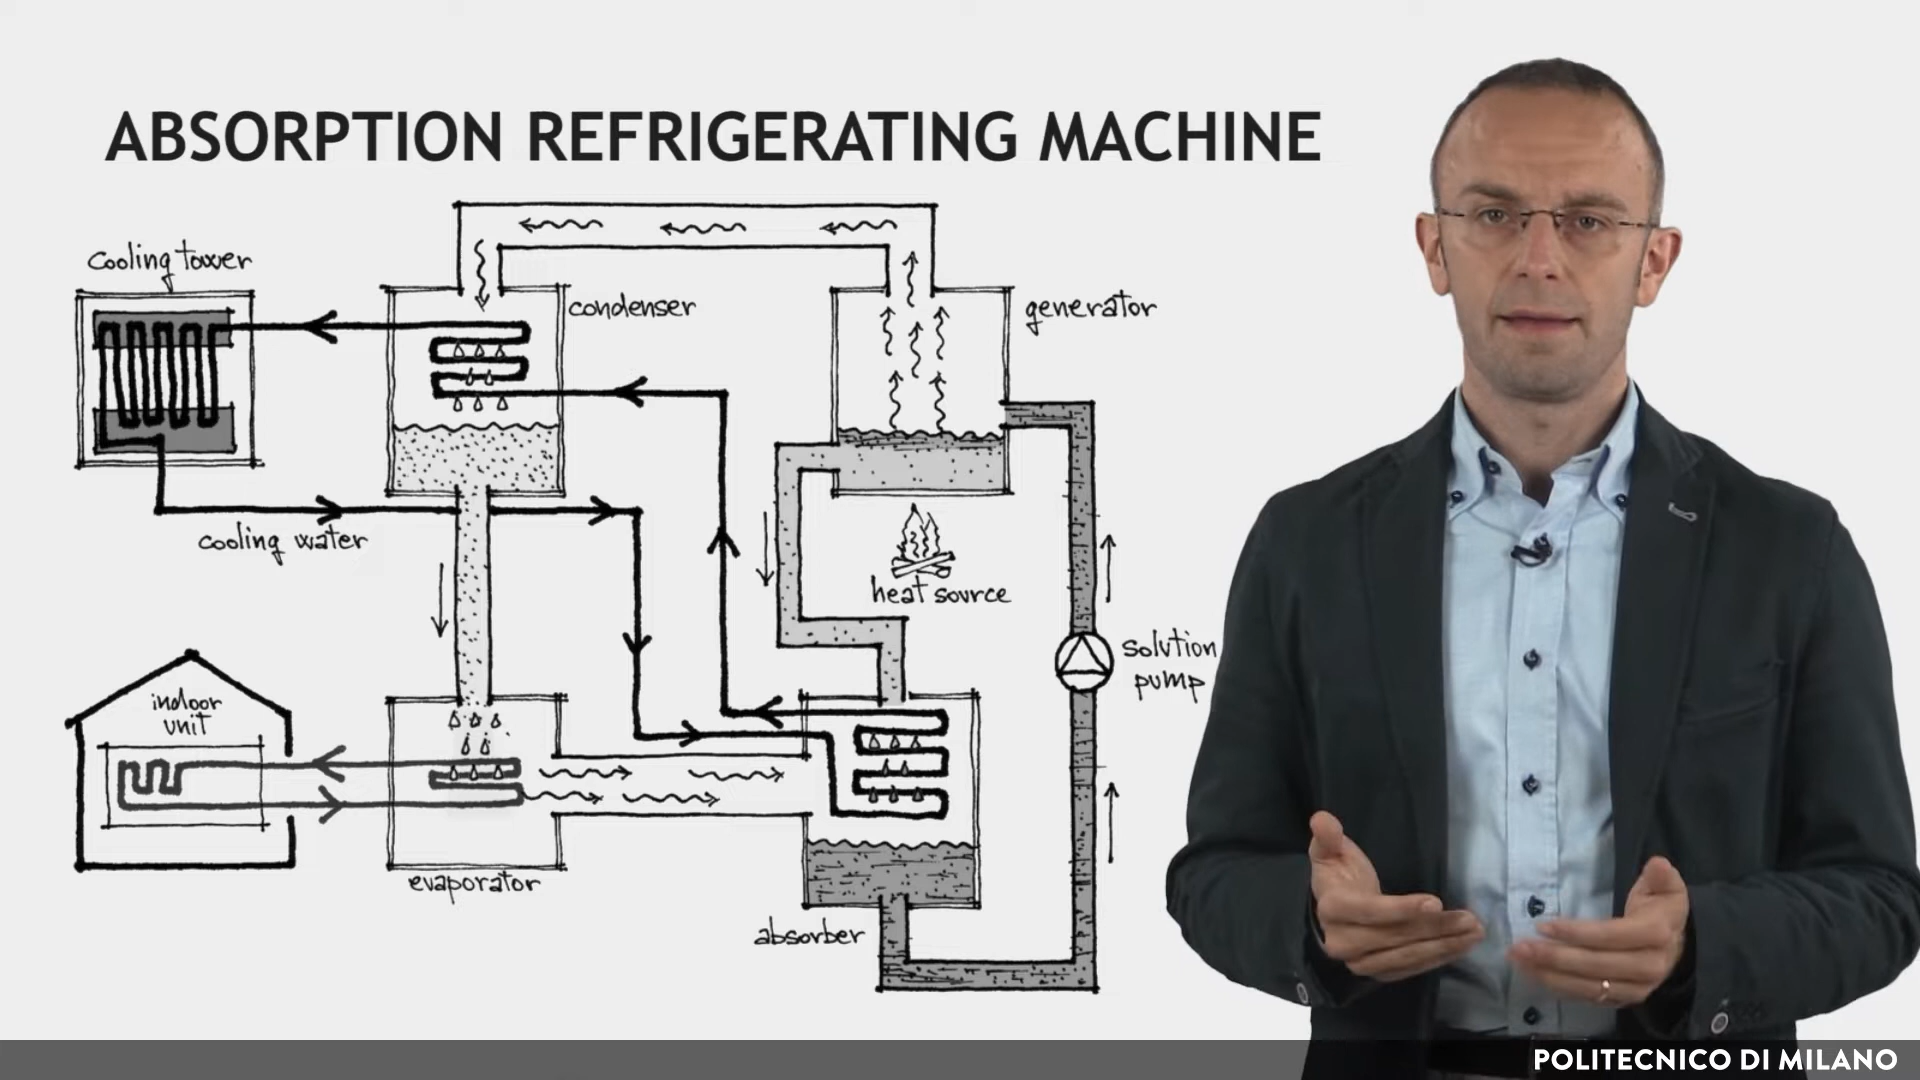 ABSORPTION REFRIGERATING MACHINE
cooling tower
condenser
generator
cooling water
heat source
solution
pump
indoor
unit
evaporator
absorber
POLITECNICO DI MILANO